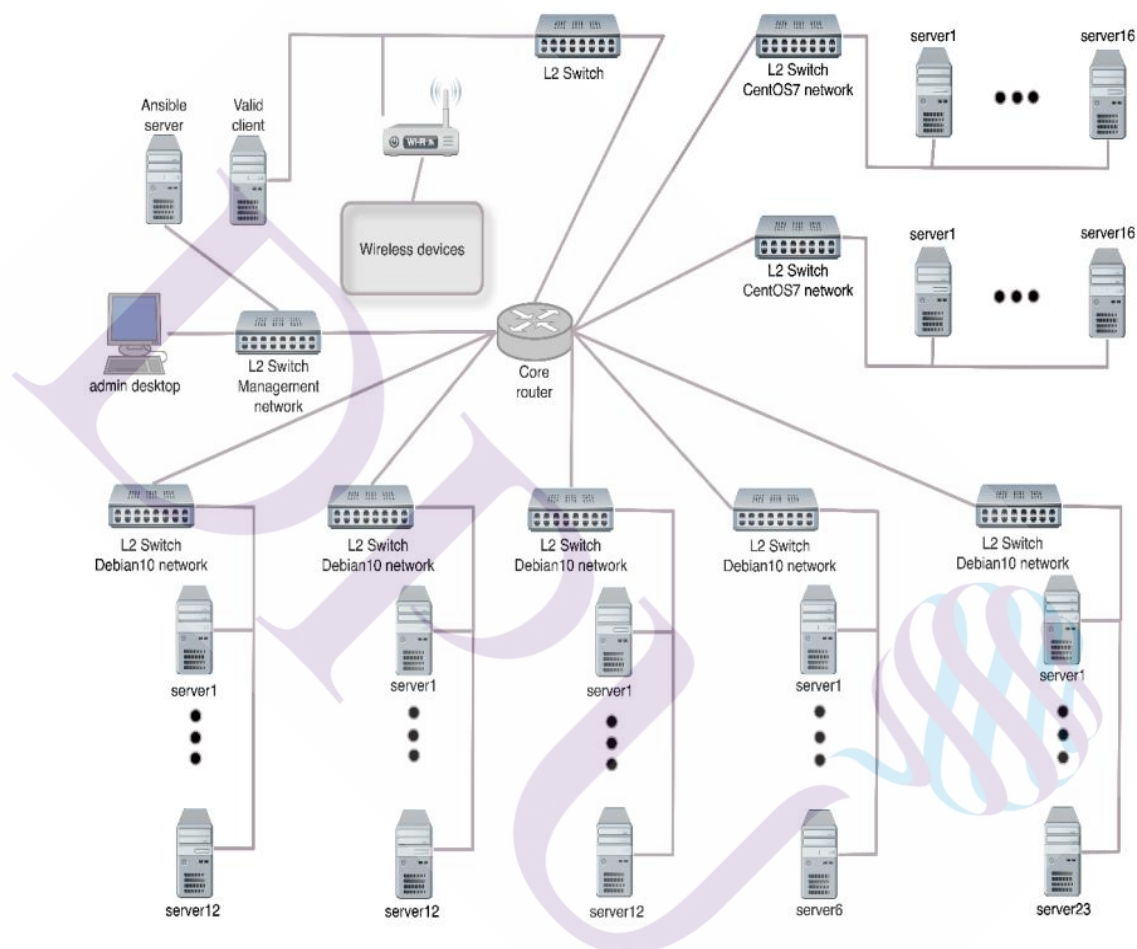 L2 Switch
L2 Switch
CentOS7 network
server1
server16
Ansible
server
Valid
client
Wi-Fi
Wireless devices
L2 Switch
CentOS7 network
server1
server16
admin desktop
L2 Switch
Management
network
Core
router
L2 Switch
Debian10 network
L2 Switch
Debian10 network
L2 Switch
Debian10 network
L2 Switch
Debian10 network
L2 Switch
Debian10 network
server1
server1
server1
server1
server1
server12
server12
server12
server6
server23
DPU